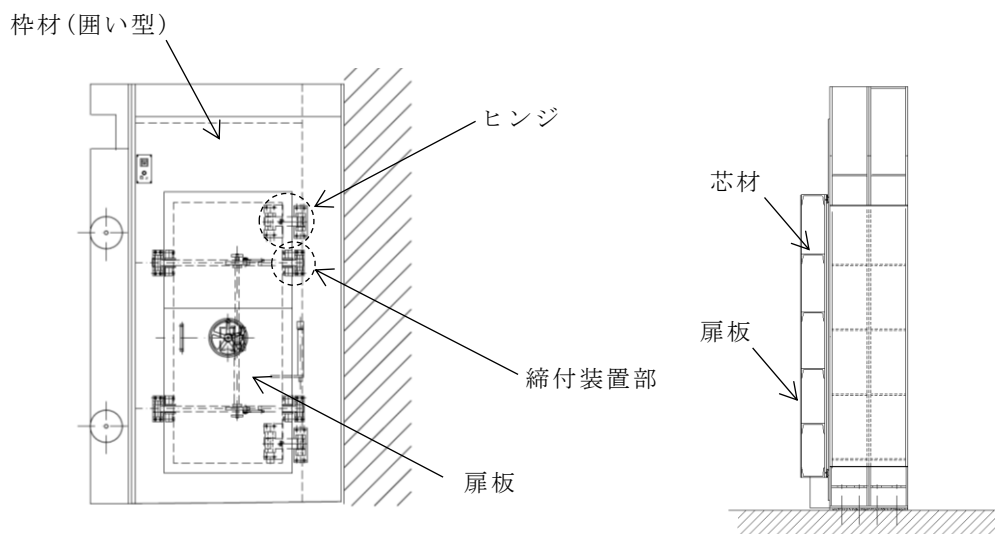 枠材(囲い型)
ヒンジ
締付装置部
扉板
芯材
扉板